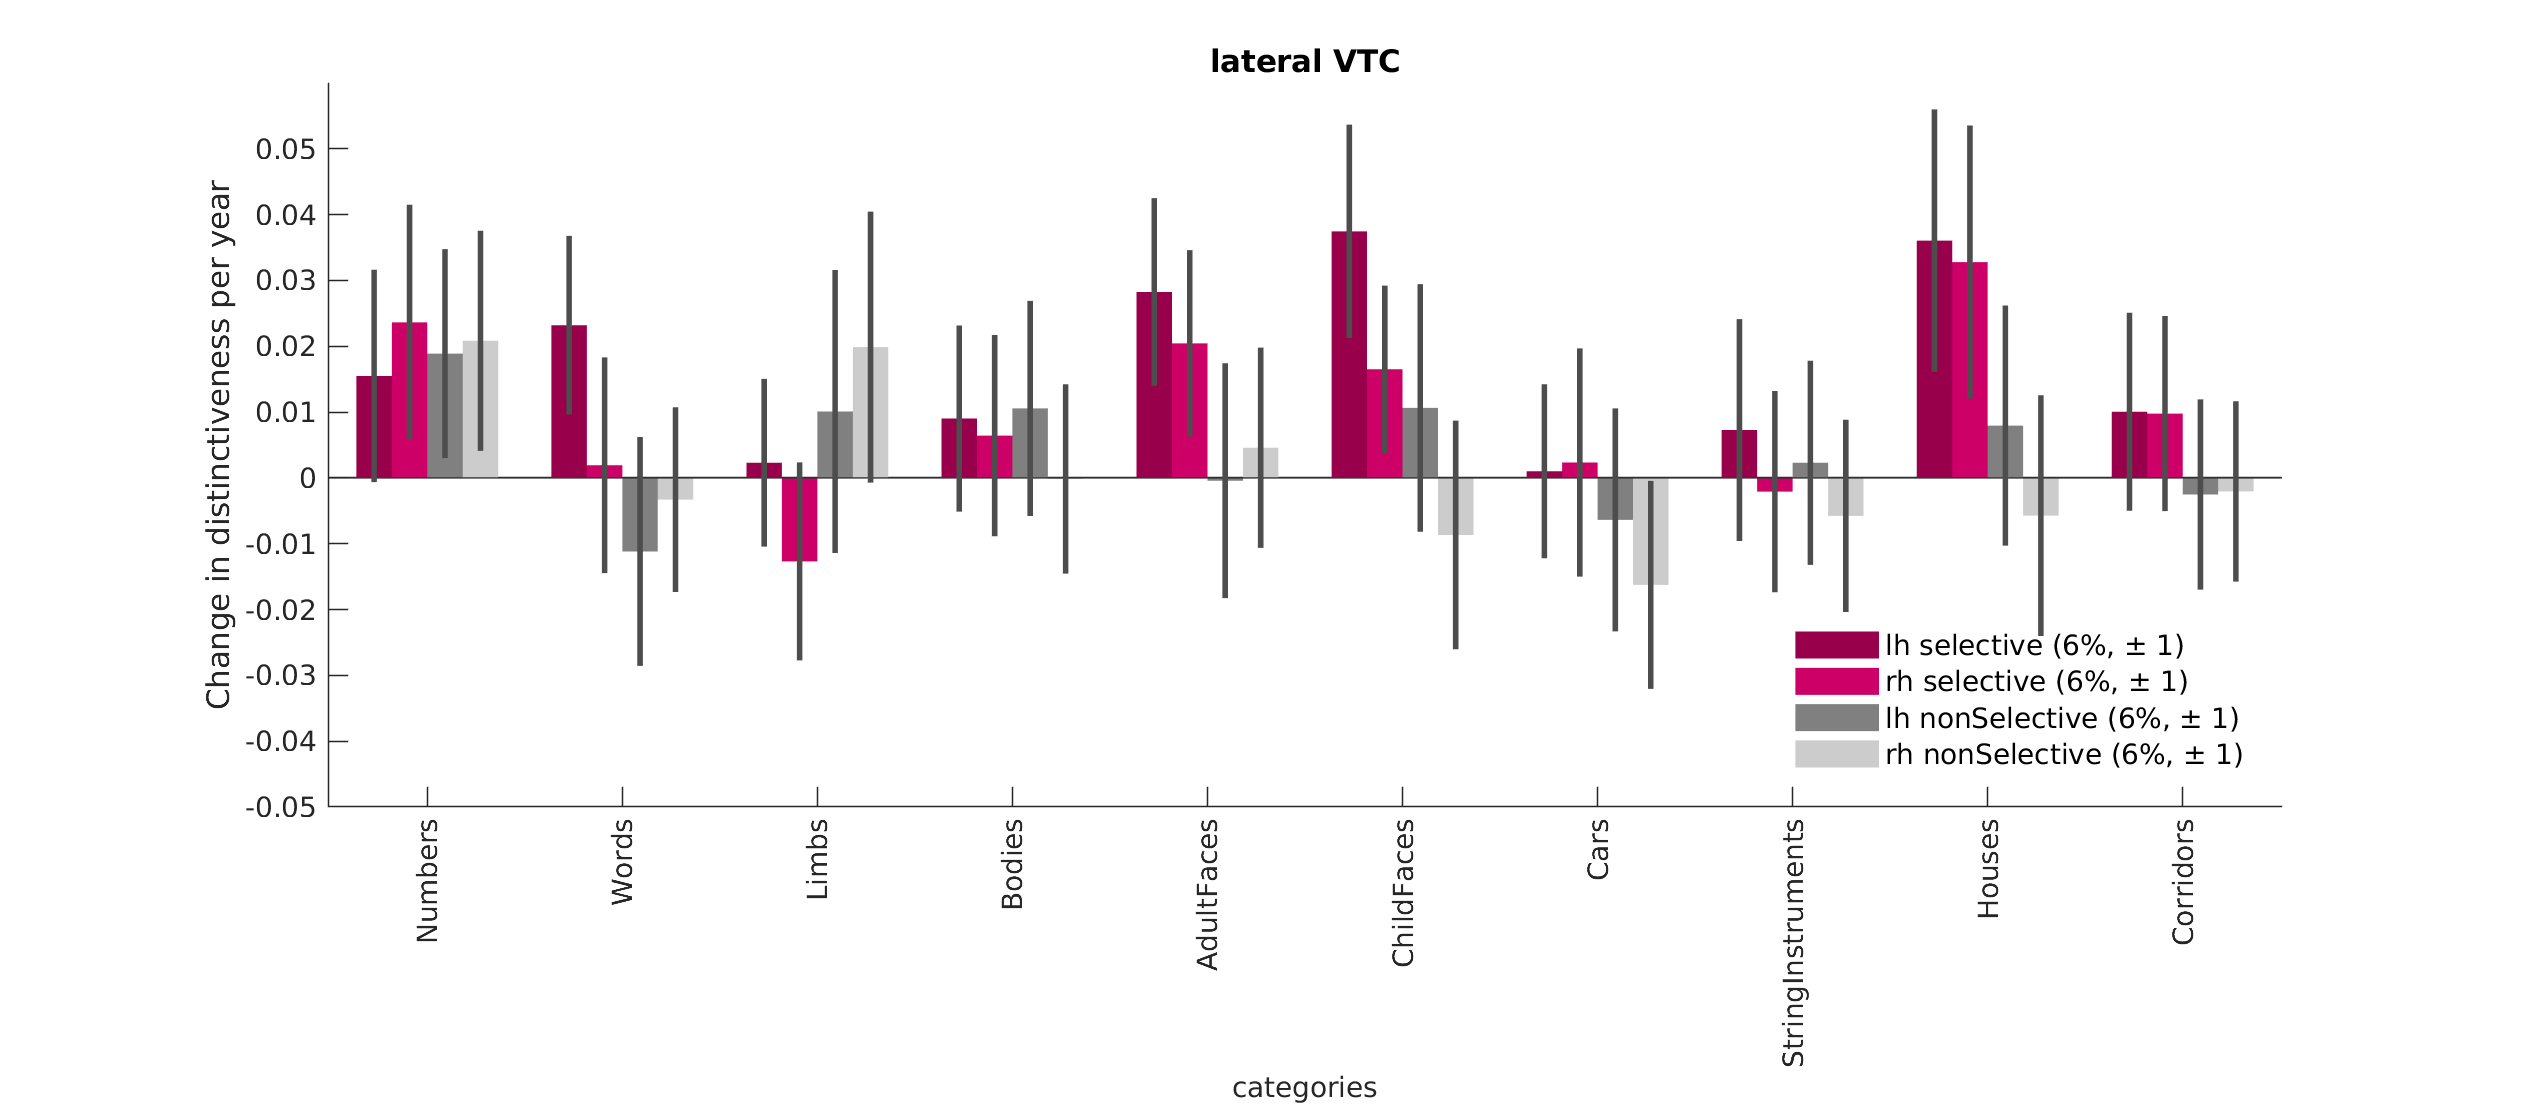 lateral VTC
Change in distinctiveness per year
0.05
0.04
0.03
0.02
0.01
0
-0.01
-0.02
-0.03
-0.04
-0.05
lh selective (6%, ± 1)
rh selective (6%, ± 1)
lh nonSelective (6%, ± 1)
rh nonSelective (6%, ± 1)
Numbers
Words
Limbs
Bodies
AdultFaces
ChildFaces
Cars
StringInstruments
Houses
Corridors
categories